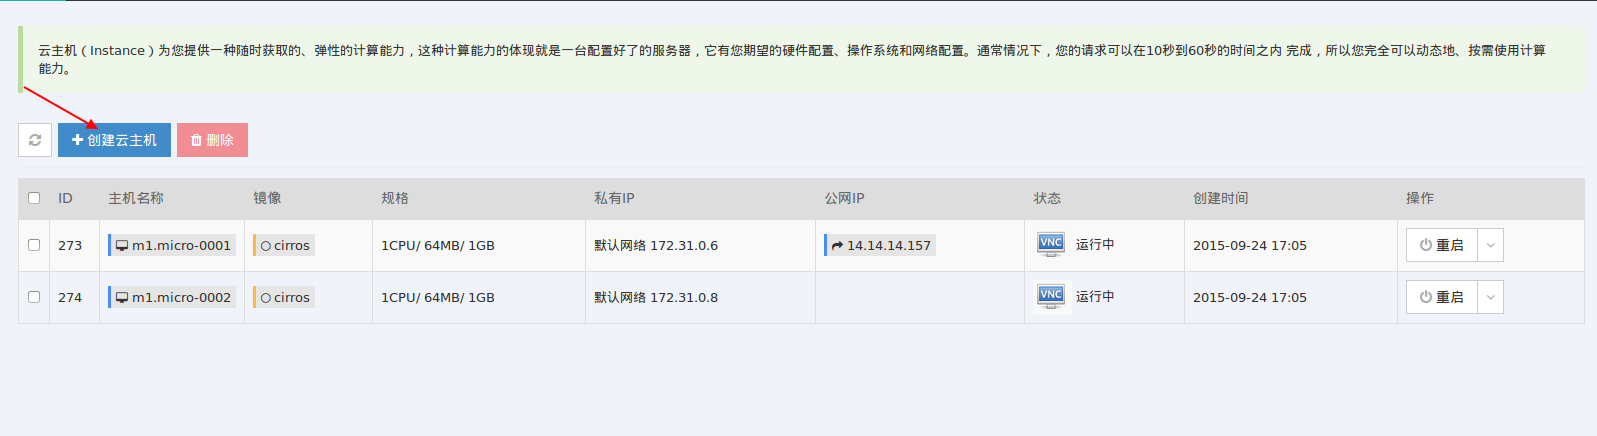 云主机（Instance）为您提供一种随时获取的、弹性的计算能力，这种计算能力的体现就是一台配置好了的服务器，它有您期望的硬件配置、操作系统和网络配置。通常情况下，您的请求可以在10秒到60秒的时间之内 完成，所以您完全可以动态地、按需使用计算
能力。
创建云主机 删除
ID 主机名称 镜像 规格 私有IP 公网IP 状态 创建时间 操作
273 m1.micro-0001 cirros 1CPU/ 64MB/ 1GB 默认网络 172.31.0.6 14.14.14.157 VNC 运行中 2015-09-24 17:05 重启
274 m1.micro-0002 cirros 1CPU/ 64MB/ 1GB 默认网络 172.31.0.8 VNC 运行中 2015-09-24 17:05 重启